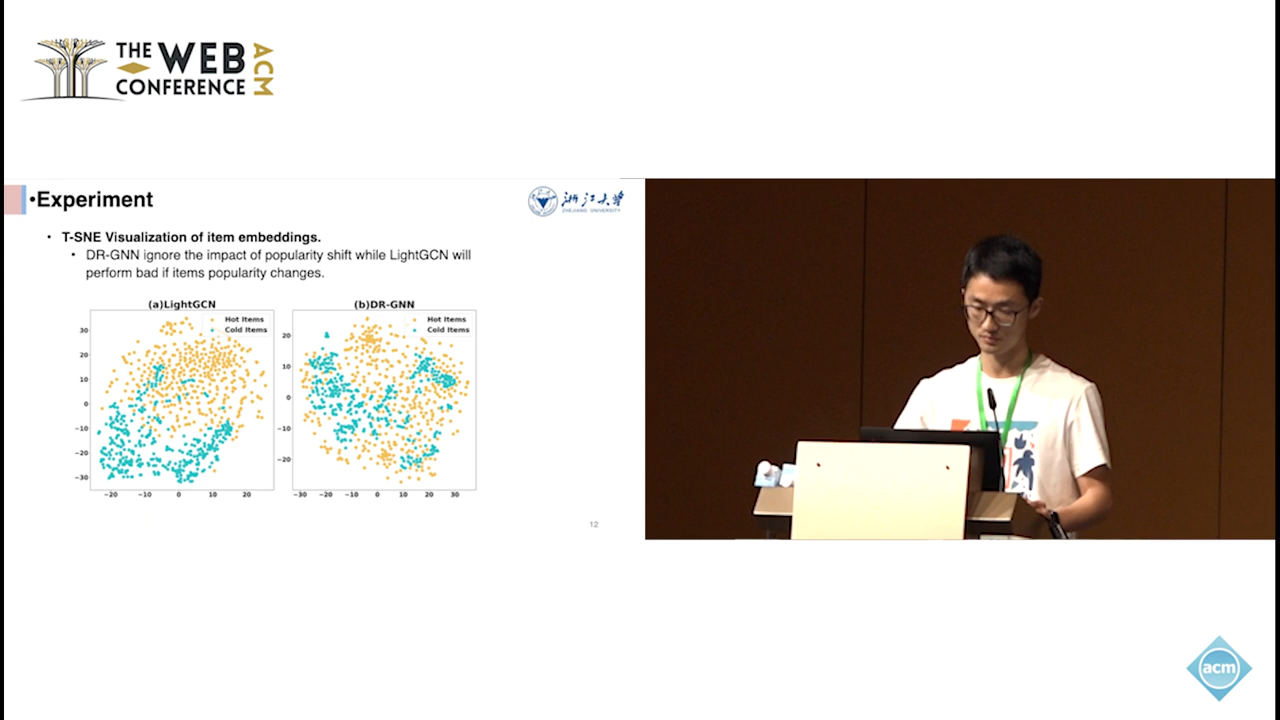 THE WEB
CONFERENCE
ACM
•Experiment
浙江大学
ZHEJIANG UNIVERSITY
• T-SNE Visualization of item embeddings.
• DR-GNN ignore the impact of popularity shift while LightGCN will
perform bad if items popularity changes.
(a)LightGCN
Hot Items
Cold Items
30
20
10
0
−10
−20
−30
−20 −10 0 10 20
(b)DR-GNN
Hot Items
Cold Items
20
10
0
−10
−20
−30 −20 −10 0 10 20 30
12
acm